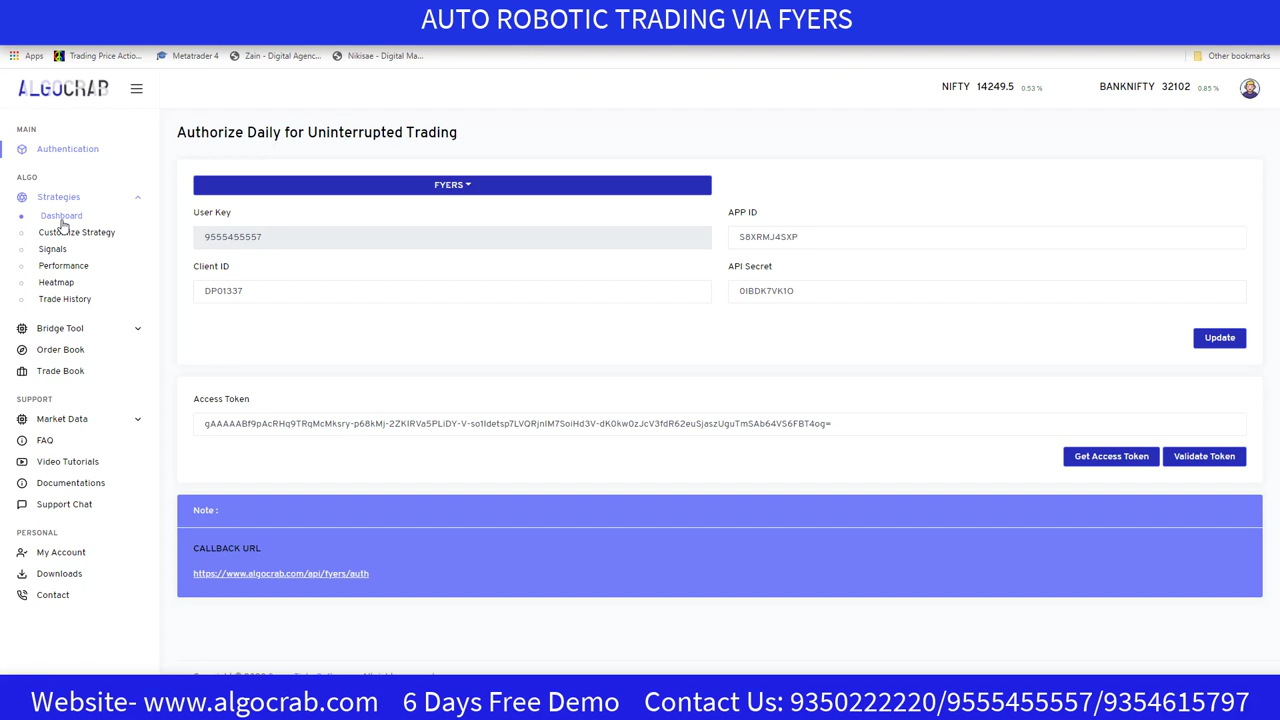 AUTO ROBOTIC TRADING VIA FYERS
Apps Trading Price Actio... Metatrader 4 Zain - Digital Agenc... Nikisae - Digital Ma... Other bookmarks
ALGOCRAB NIFTY 14249.5 0.53 % BANKNIFTY 32102 0.85 %
MAIN
Authentication
ALGO
Strategies
Dashboard
Customize Strategy
Signals
Performance
Heatmap
Trade History
Bridge Tool
Order Book
Trade Book
SUPPORT
Market Data
FAQ
Video Tutorials
Documentations
Support Chat
PERSONAL
My Account
Downloads
Contact
Authorize Daily for Uninterrupted Trading
FYERS
User Key APP ID
9555455557 S8XRMJ4SXP
Client ID API Secret
DP01337 0IBDK7VK1O
Update
Access Token
gAAAAABf9pAcRHq9TRqMcMksry-p68kMj-2ZKIRVa5PLiDY-V-so1Idetsp7LVQRjnIM7SoiHd3V-dK0kw0zJcV3fdR62euSjaszUguTmSAb64VS6FBT4og=
Get Access Token Validate Token
Note :
CALLBACK URL
https://www.algocrab.com/api/fyers/auth
Website- www.algocrab.com 6 Days Free Demo Contact Us: 9350222220/9555455557/9354615797